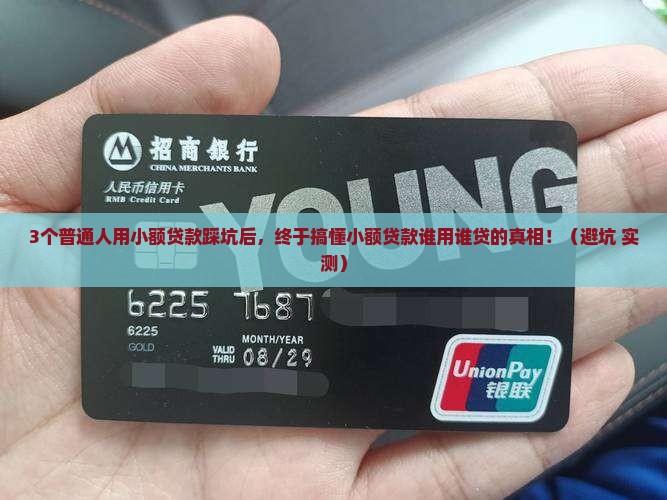 招商银行
CHINA MERCHANTS BANK
人民币信用卡
RMB Credit Card
YOUNG
3个普通人用小额贷款踩坑后，终于搞懂小额贷款谁用谁贷的真相！（避坑 实
测）
6225 7687
6225
GOLD
MONTH/YEAR
VALID
THRU 08/29
UnionPay
银联